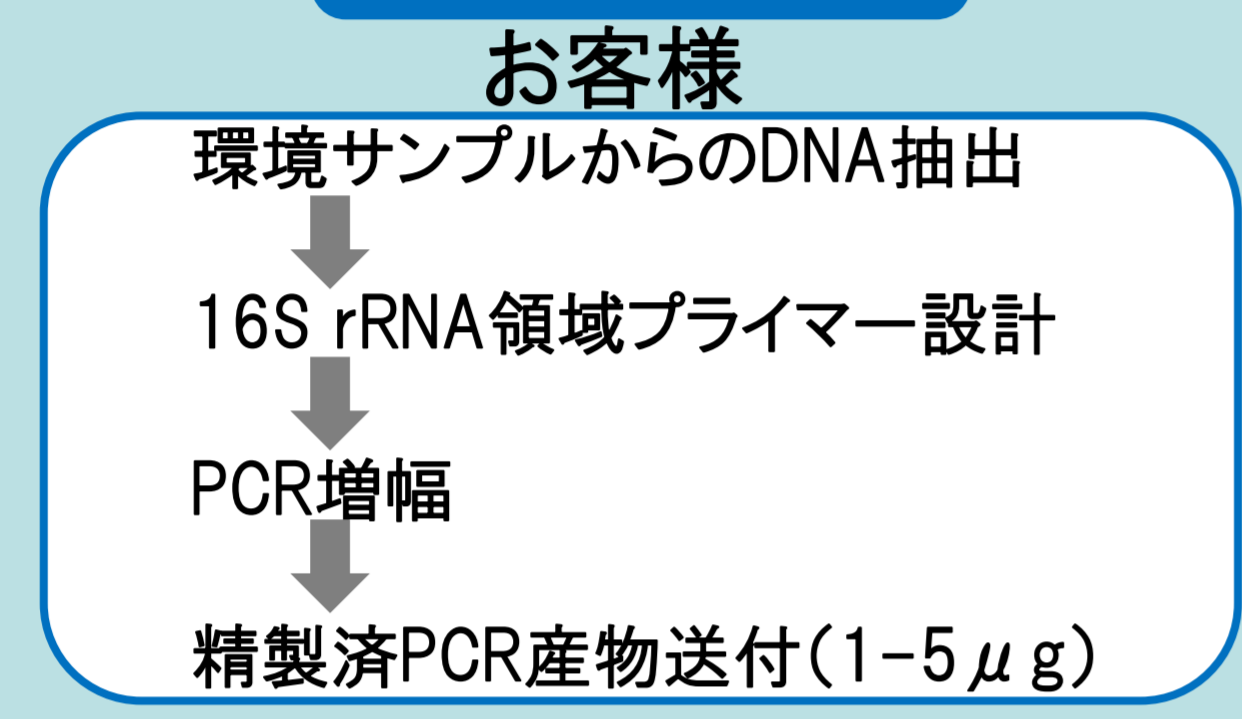 お客様
環境サンプルからのDNA抽出
16S rRNA領域プライマー設計
PCR増幅
精製済PCR産物送付(1-5μg)